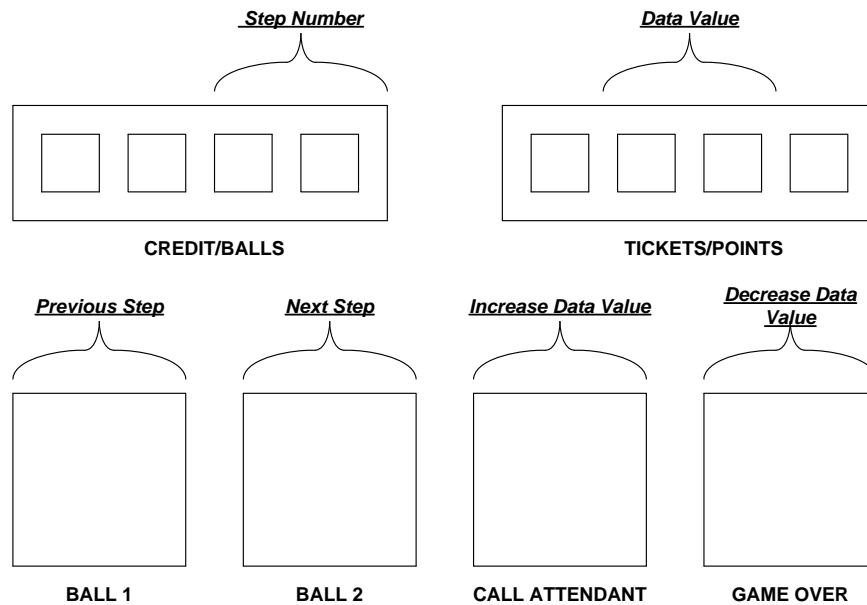 Step Number
Data Value
CREDIT/BALLS
TICKETS/POINTS
Previous Step
Next Step
Increase Data Value
Decrease Data
Value
BALL 1
BALL 2
CALL ATTENDANT
GAME OVER